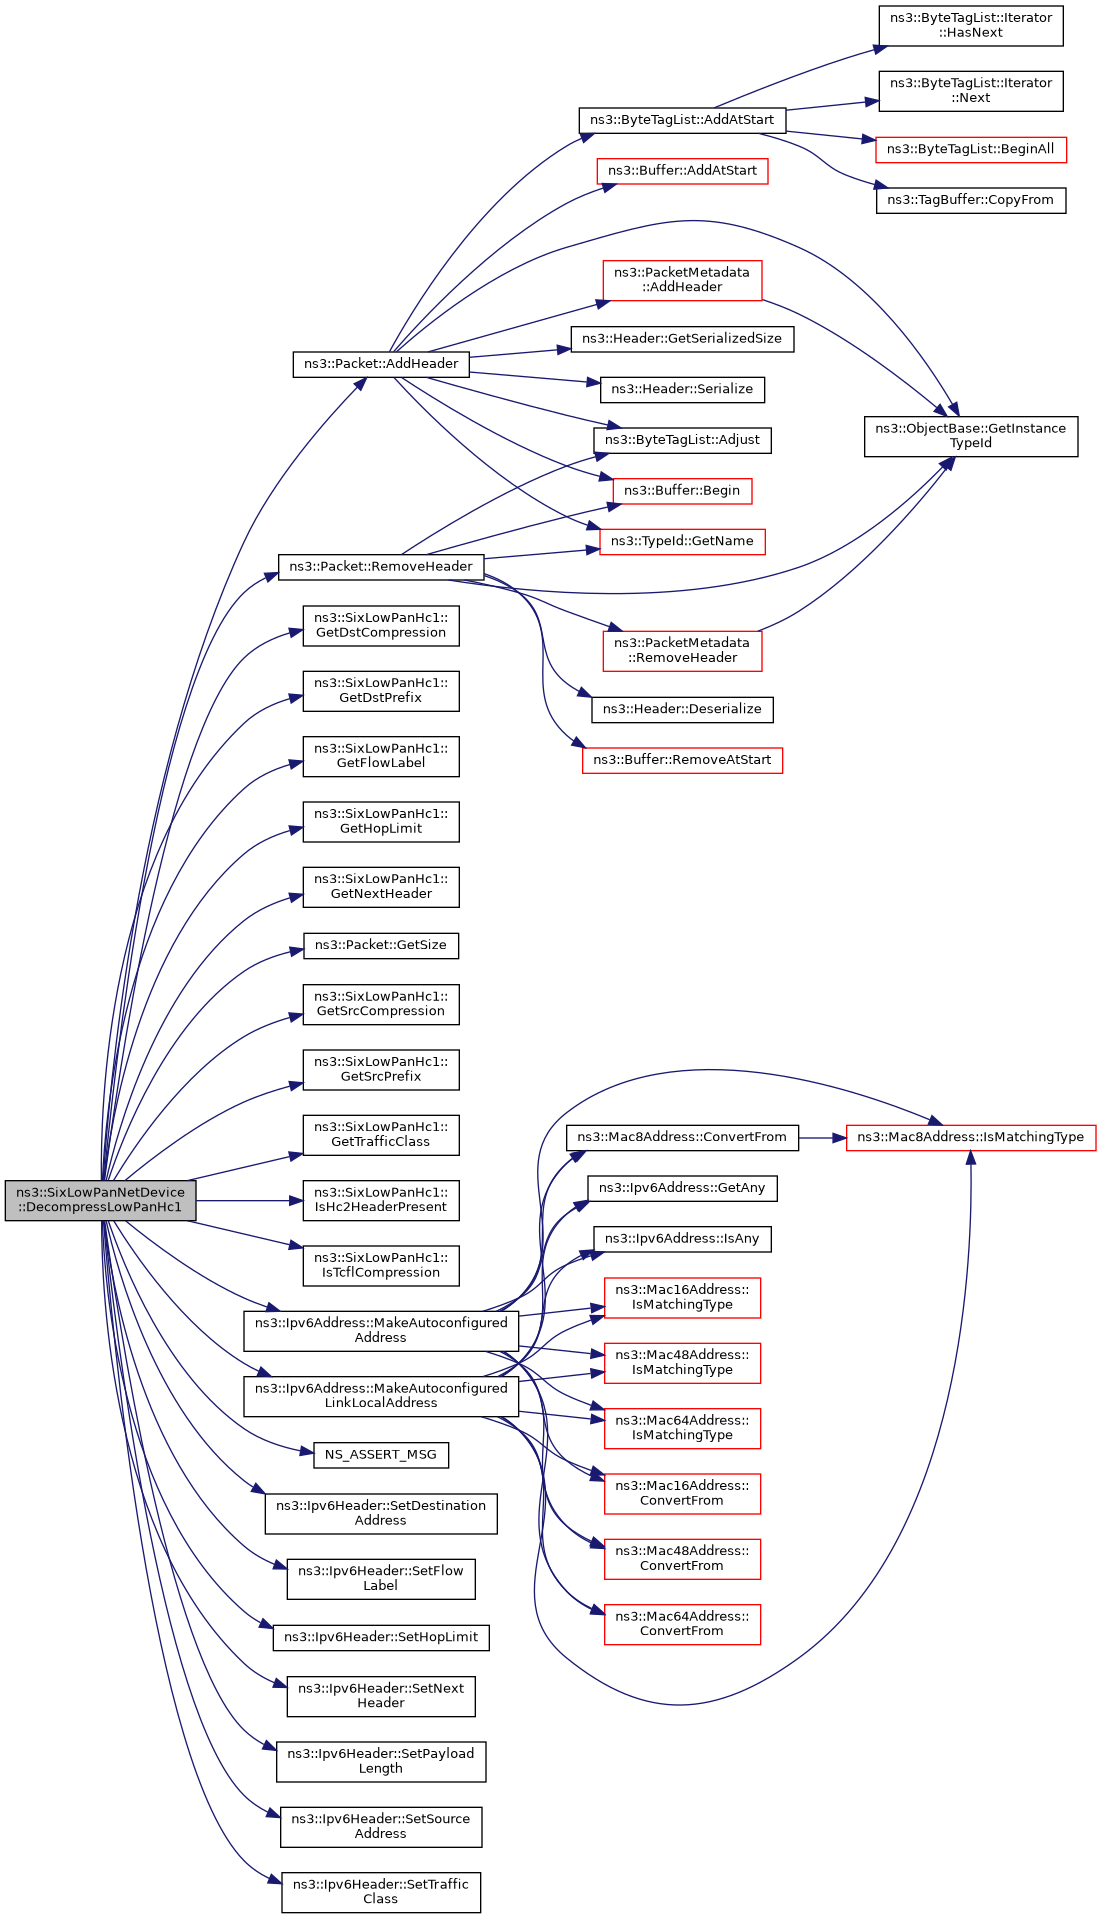 ns3::SixLowPanNetDevice
::DecompressLowPanHc1
ns3::Packet::AddHeader
ns3::Packet::RemoveHeader
ns3::SixLowPanHc1::
GetDstCompression
ns3::SixLowPanHc1::
GetDstPrefix
ns3::SixLowPanHc1::
GetFlowLabel
ns3::SixLowPanHc1::
GetHopLimit
ns3::SixLowPanHc1::
GetNextHeader
ns3::Packet::GetSize
ns3::SixLowPanHc1::
GetSrcCompression
ns3::SixLowPanHc1::
GetSrcPrefix
ns3::SixLowPanHc1::
GetTrafficClass
ns3::SixLowPanHc1::
IsHc2HeaderPresent
ns3::SixLowPanHc1::
IsTcflCompression
ns3::Ipv6Address::MakeAutoconfigured
Address
ns3::Ipv6Address::MakeAutoconfigured
LinkLocalAddress
NS_ASSERT_MSG
ns3::Ipv6Header::SetDestination
Address
ns3::Ipv6Header::SetFlow
Label
ns3::Ipv6Header::SetHopLimit
ns3::Ipv6Header::SetNext
Header
ns3::Ipv6Header::SetPayload
Length
ns3::Ipv6Header::SetSource
Address
ns3::Ipv6Header::SetTraffic
Class
ns3::ByteTagList::AddAtStart
ns3::Buffer::AddAtStart
ns3::PacketMetadata
::AddHeader
ns3::Header::GetSerializedSize
ns3::Header::Serialize
ns3::ByteTagList::Adjust
ns3::Buffer::Begin
ns3::TypeId::GetName
ns3::PacketMetadata
::RemoveHeader
ns3::Header::Deserialize
ns3::Buffer::RemoveAtStart
ns3::Mac8Address::ConvertFrom
ns3::Ipv6Address::GetAny
ns3::Ipv6Address::IsAny
ns3::Mac16Address::
IsMatchingType
ns3::Mac48Address::
IsMatchingType
ns3::Mac64Address::
IsMatchingType
ns3::Mac16Address::
ConvertFrom
ns3::Mac48Address::
ConvertFrom
ns3::Mac64Address::
ConvertFrom
ns3::ByteTagList::Iterator
::HasNext
ns3::ByteTagList::Iterator
::Next
ns3::ByteTagList::BeginAll
ns3::TagBuffer::CopyFrom
ns3::ObjectBase::GetInstance
TypeId
ns3::Mac8Address::IsMatchingType